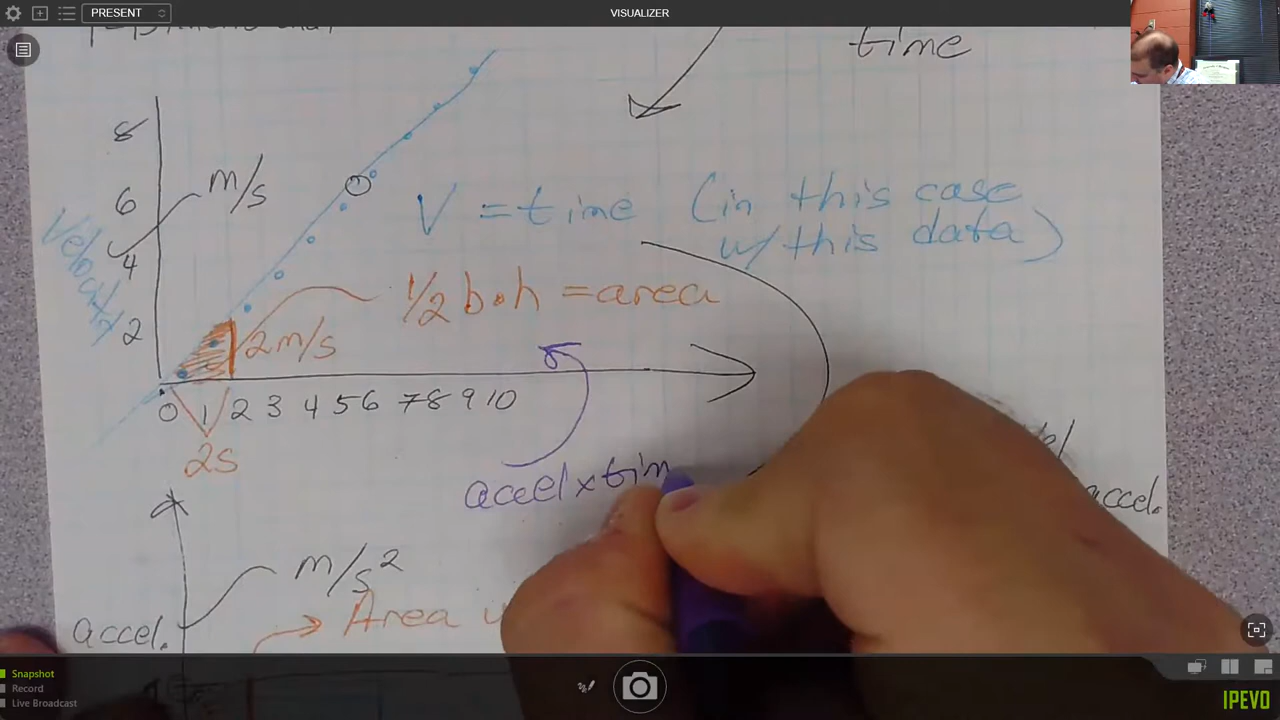 PRESENT
VISUALIZER
time
8
6
4
2
m/s
Velocity
V = time (in this case
w/ this data)
1/2 b·h = area
2m/s
0 1 2 3 4 5 6 7 8 9 10
2s
accel x tim
accel.
m/s2
Area u
accel.
Snapshot
Record
Live Broadcast
IPEVO